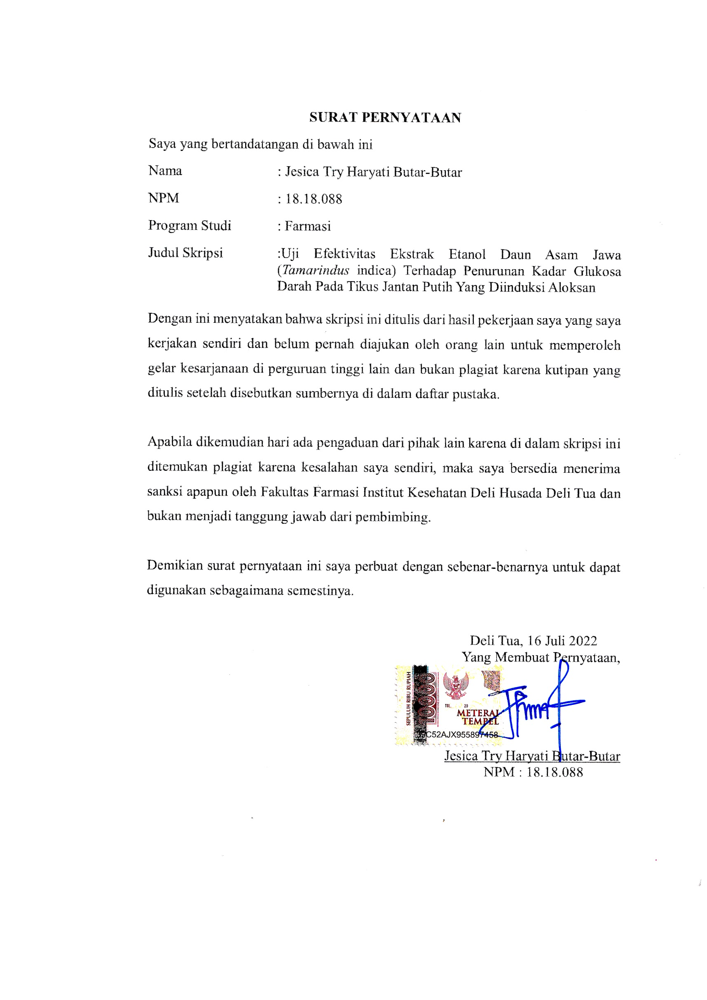 SURAT PERNYATAAN
Saya yang bertandatangan di bawah ini
Nama : Jesica Try Haryati Butar-Butar
NPM : 18.18.088
Program Studi : Farmasi
Judul Skripsi :Uji Efektivitas Ekstrak Etanol Daun Asam Jawa
(Tamarindus indica) Terhadap Penurunan Kadar Glukosa
Darah Pada Tikus Jantan Putih Yang Diinduksi Aloksan
Dengan ini menyatakan bahwa skripsi ini ditulis dari hasil pekerjaan saya yang saya
kerjakan sendiri dan belum pernah diajukan oleh orang lain untuk memperoleh
gelar kesarjanaan di perguruan tinggi lain dan bukan plagiat karena kutipan yang
ditulis setelah disebutkan sumbernya di dalam daftar pustaka.
Apabila dikemudian hari ada pengaduan dari pihak lain karena di dalam skripsi ini
ditemukan plagiat karena kesalahan saya sendiri, maka saya bersedia menerima
sanksi apapun oleh Fakultas Farmasi Institut Kesehatan Deli Husada Deli Tua dan
bukan menjadi tanggung jawab dari pembimbing.
Demikian surat pernyataan ini saya perbuat dengan sebenar-benarnya untuk dapat
digunakan sebagaimana semestinya.
Deli Tua, 16 Juli 2022
Yang Membuat Pernyataan,
SEPULUH RIBU RUPIAH
10000
TGL. 20
METERAI
TEMPEL
C52AJX955897458
Jesica Try Haryati Butar-Butar
NPM : 18.18.088